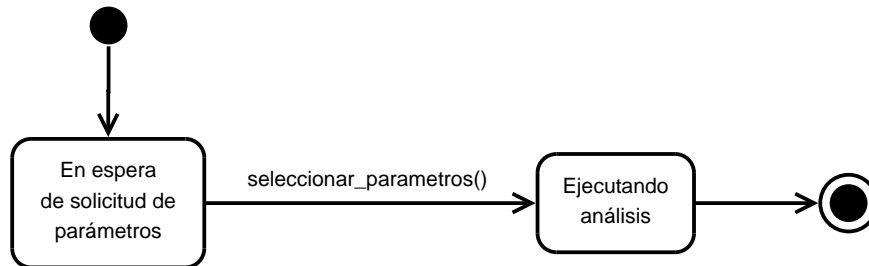 En espera
de solicitud de
parámetros
seleccionar_parametros()
Ejecutando
análisis